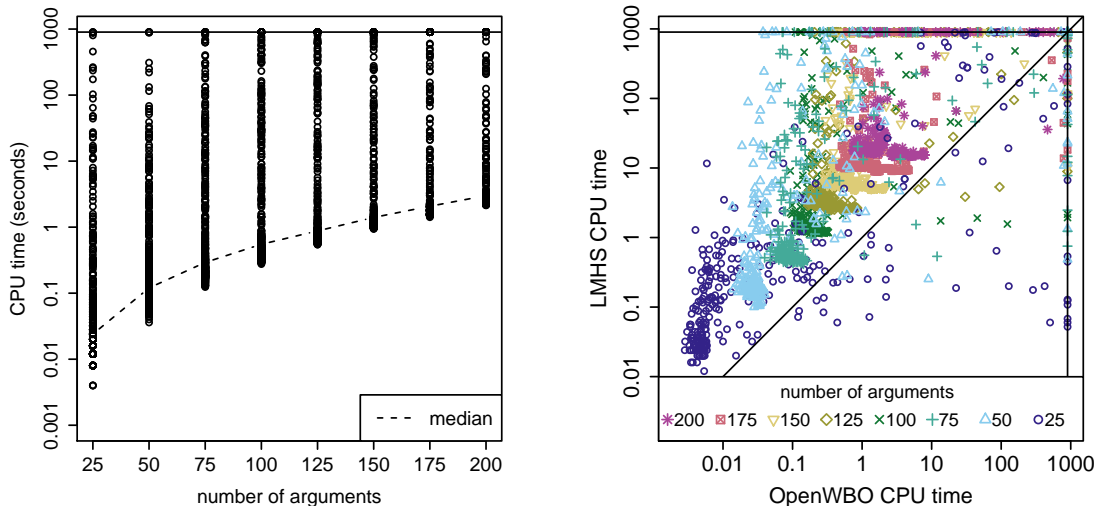 CPU time (seconds)
1000
100
10
1
0.1
0.01
0.001
median
25 50 75 100 125 150 175 200
number of arguments
LMHS CPU time
1000
100
10
1
0.1
0.01
number of arguments
200 175 150 125 100 75 50 25
0.01 0.1 1 10 100 1000
OpenWBO CPU time